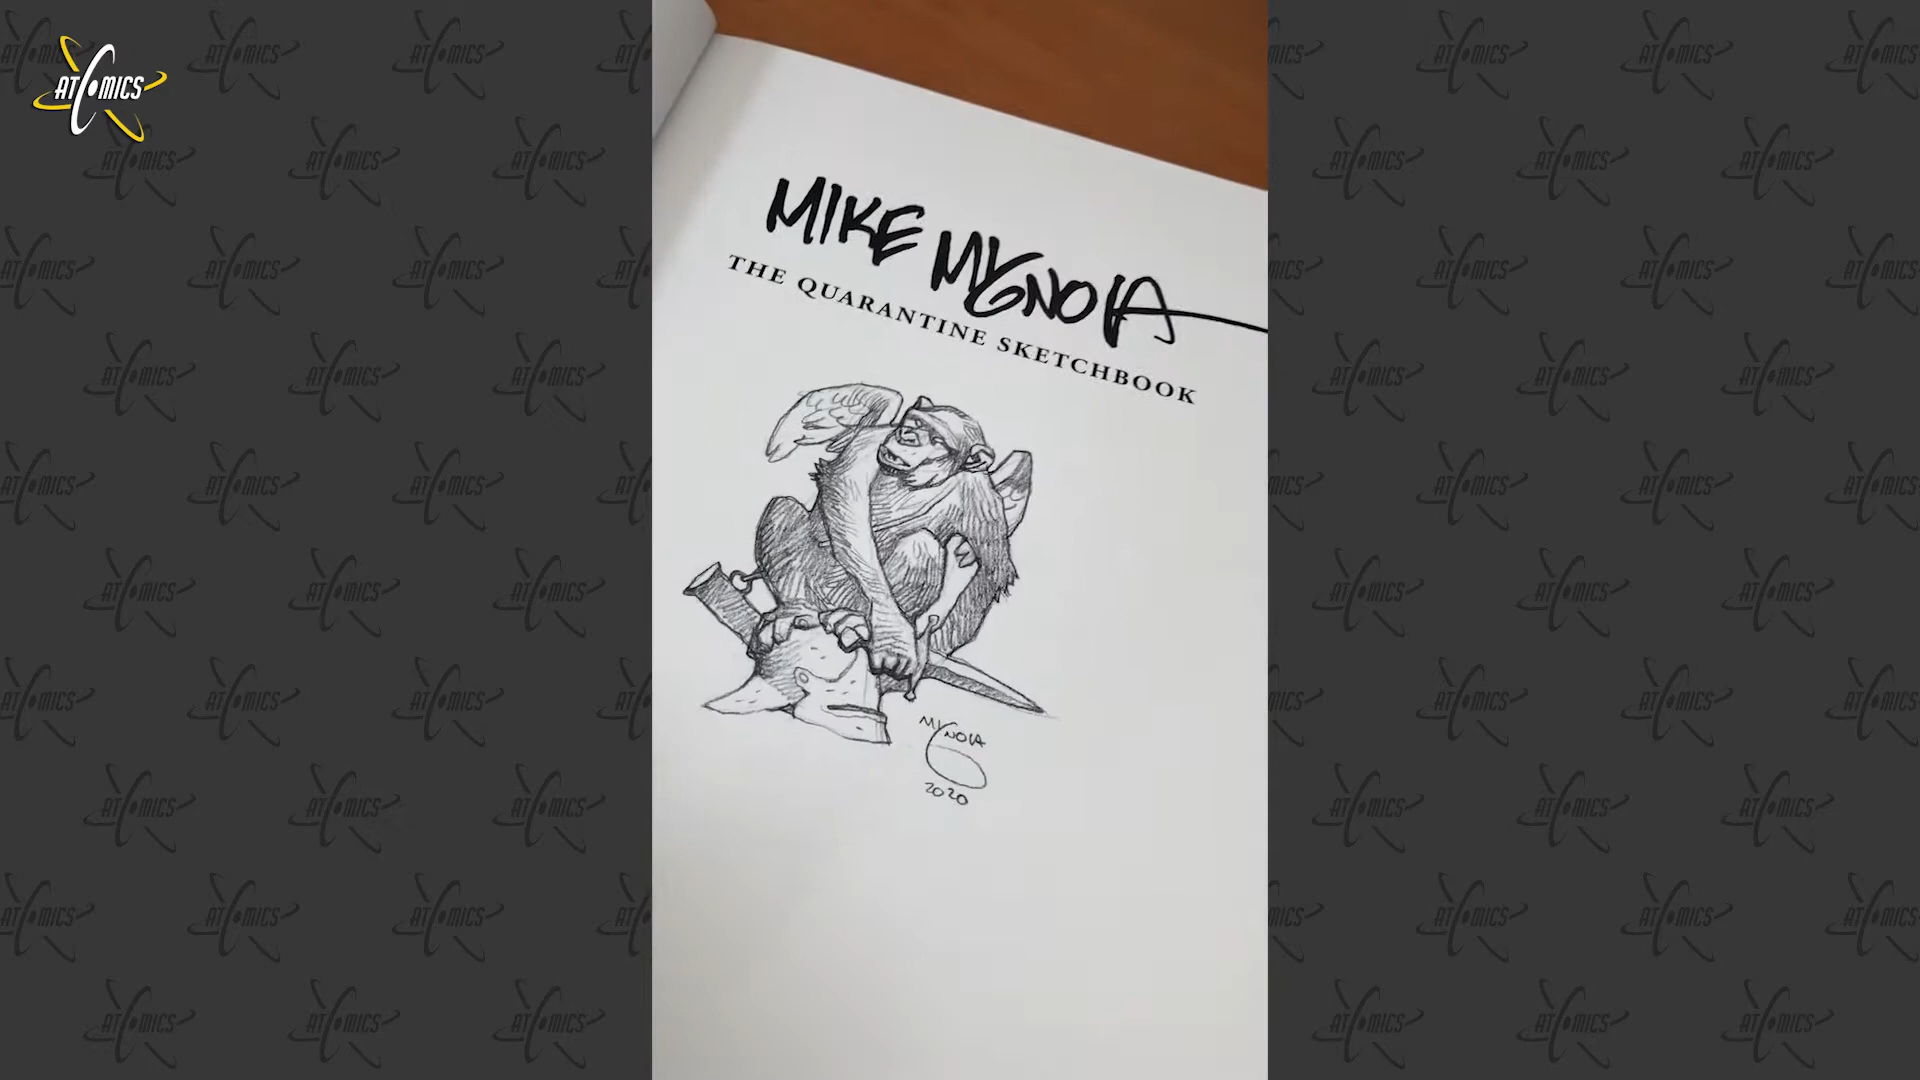 ATCOMICS
MIKE MIGNOLA
THE QUARANTINE SKETCHBOOK
MIGNOLA
2020